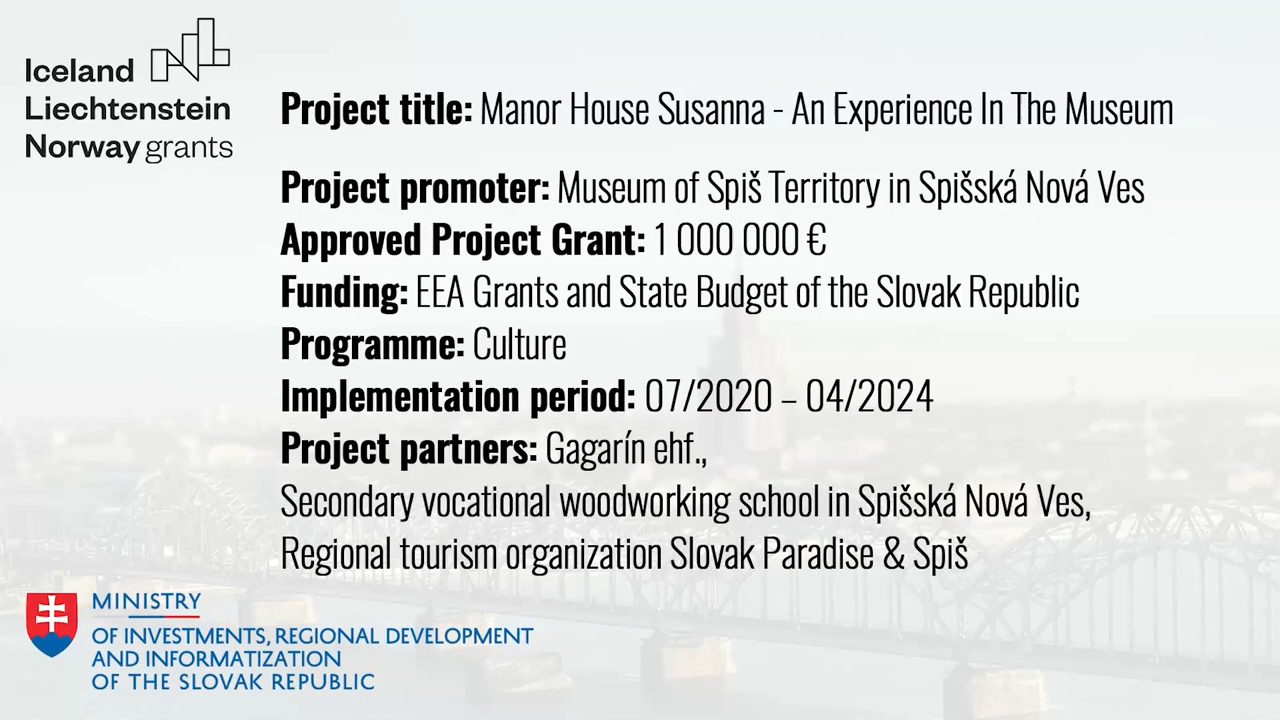 Iceland
Liechtenstein
Norway grants
Project title: Manor House Susanna - An Experience In The Museum
Project promoter: Museum of Spiš Territory in Spišská Nová Ves
Approved Project Grant: 1 000 000 €
Funding: EEA Grants and State Budget of the Slovak Republic
Programme: Culture
Implementation period: 07/2020 – 04/2024
Project partners: Gagarín ehf.,
Secondary vocational woodworking school in Spišská Nová Ves,
Regional tourism organization Slovak Paradise & Spiš
MINISTRY
OF INVESTMENTS, REGIONAL DEVELOPMENT
AND INFORMATIZATION
OF THE SLOVAK REPUBLIC